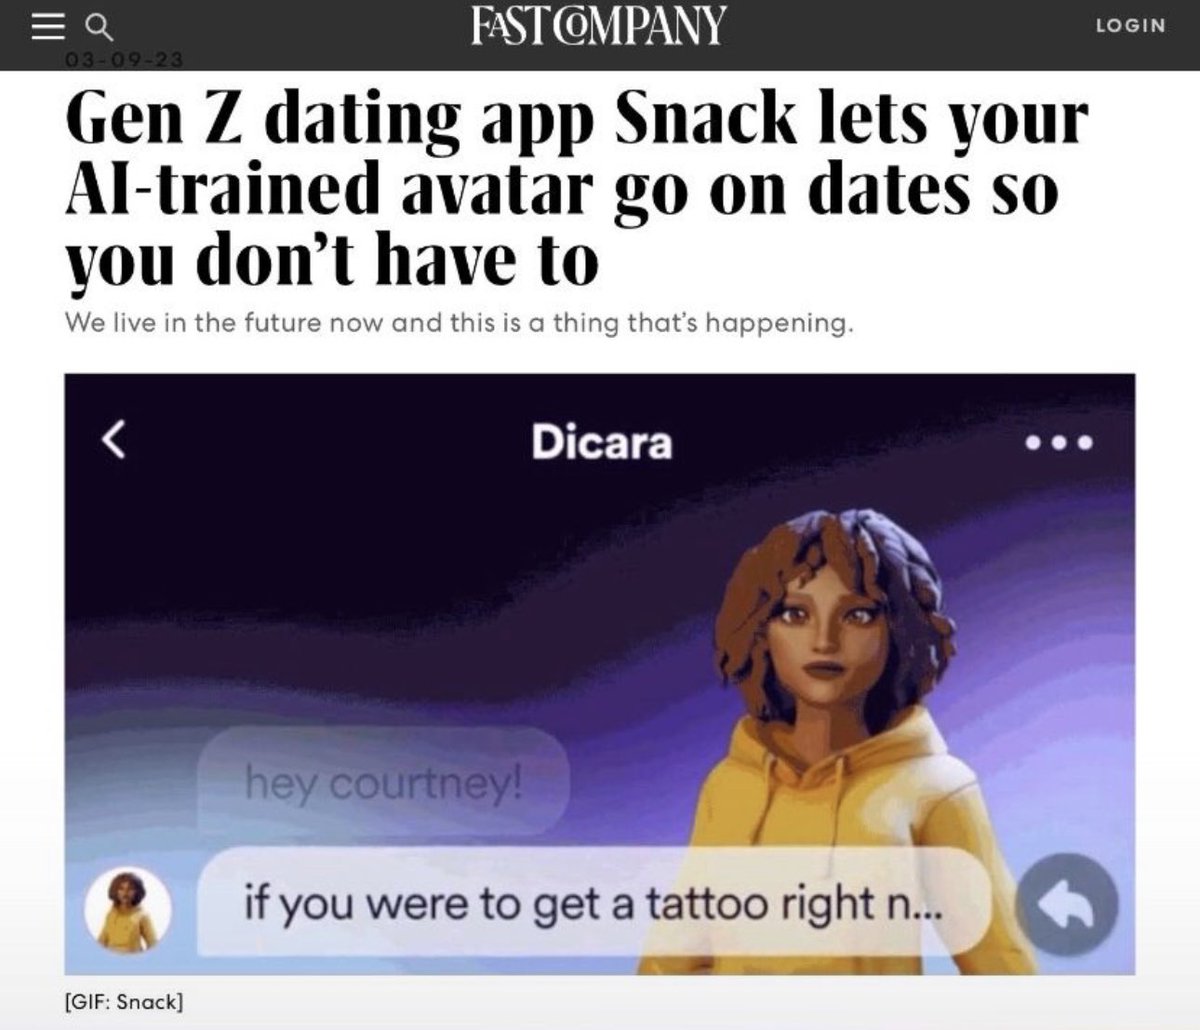 FAST COMPANY
LOGIN
03-09-23
Gen Z dating app Snack lets your
AI-trained avatar go on dates so
you don’t have to
We live in the future now and this is a thing that’s happening.
Dicara
hey courtney!
if you were to get a tattoo right n...
[GIF: Snack]